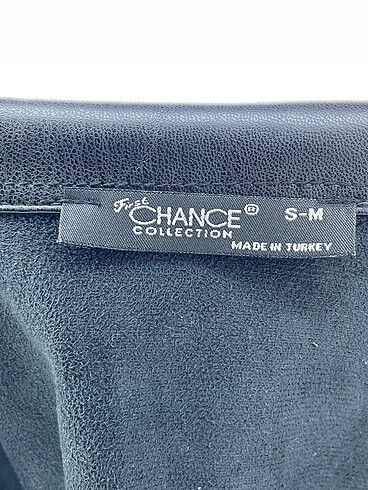 First
CHANCE ® S-M
COLLECTION
MADE IN TURKEY